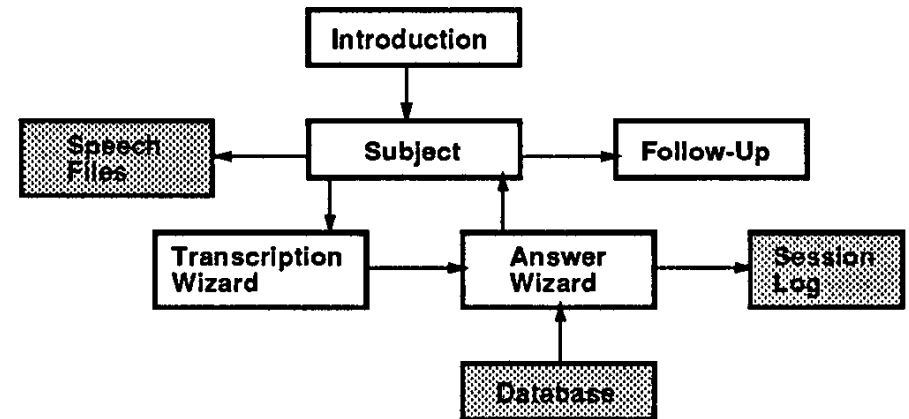 Introduction
Speech
Files
Subject
Follow-Up
Transcription
Wizard
Answer
Wizard
Session
Log
Database